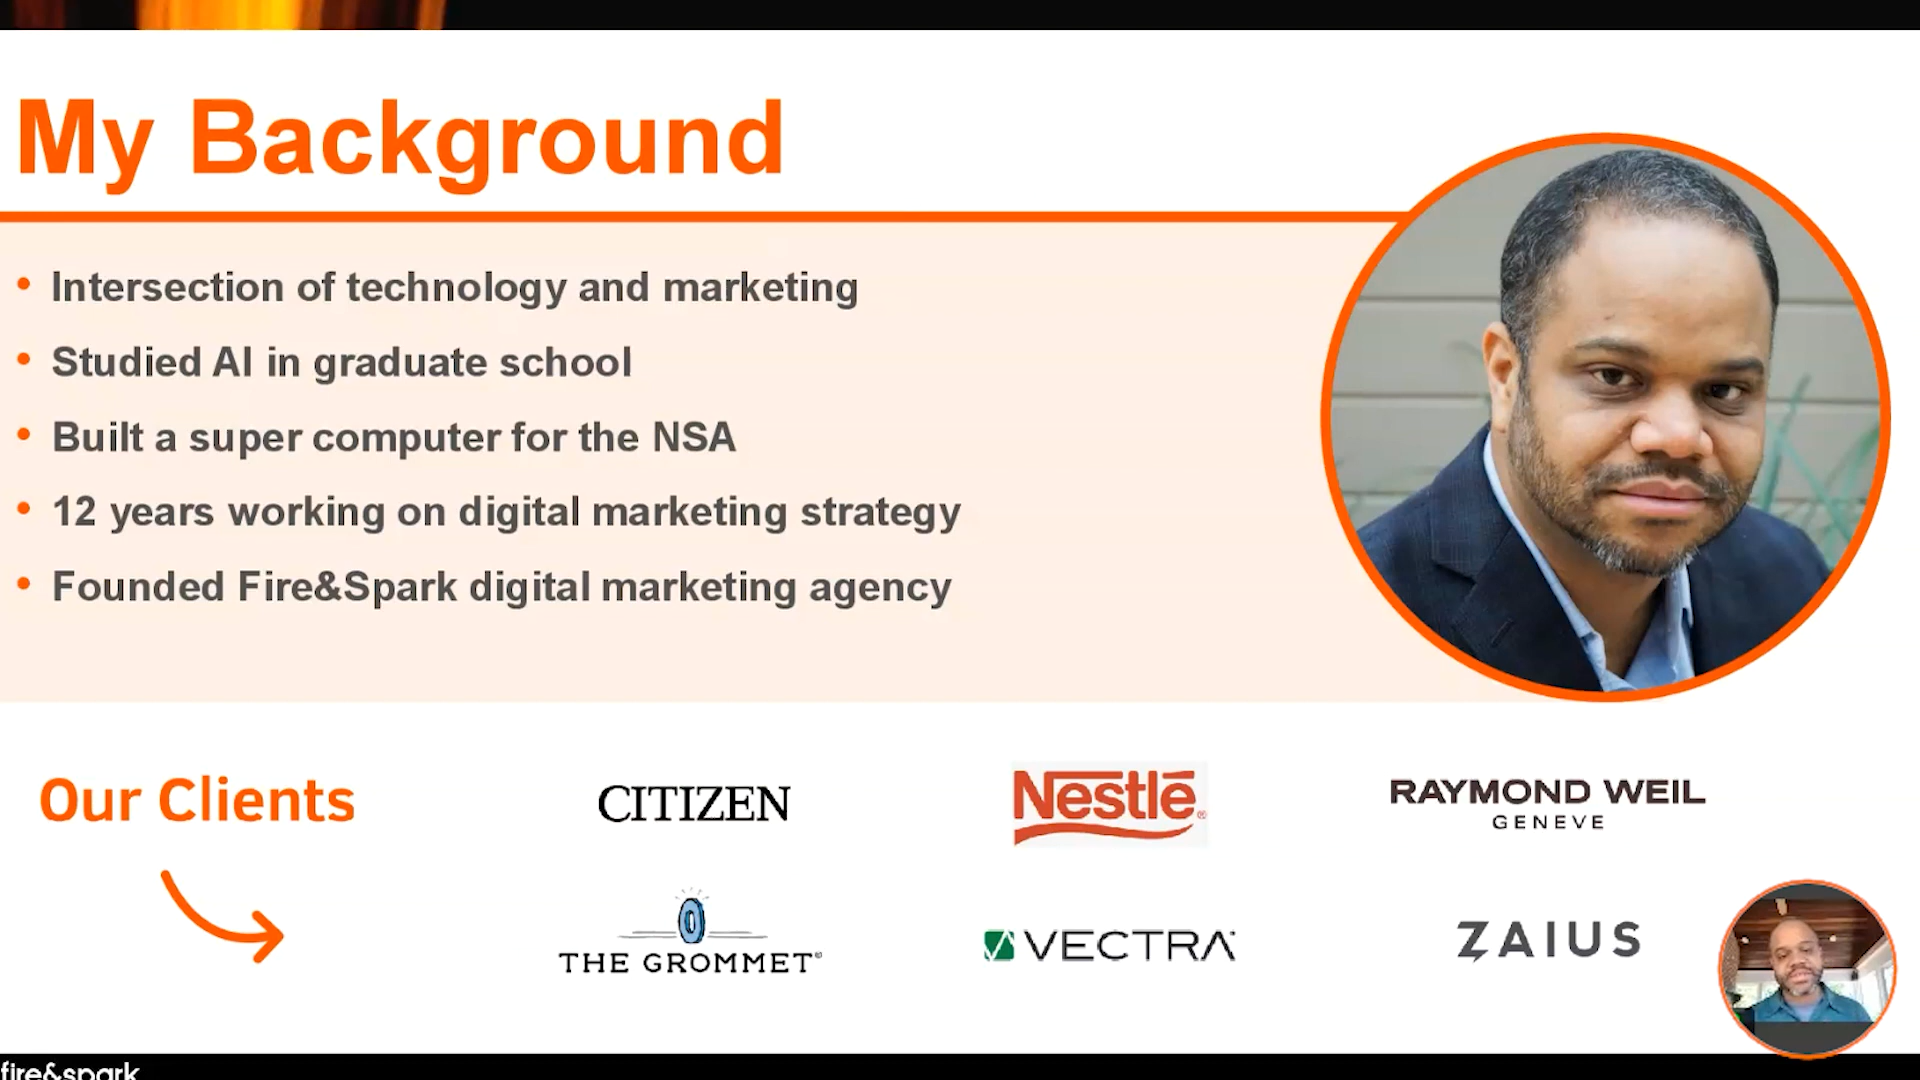 My Background
• Intersection of technology and marketing
• Studied AI in graduate school
• Built a super computer for the NSA
• 12 years working on digital marketing strategy
• Founded Fire&Spark digital marketing agency
Our Clients
CITIZEN
Nestlé®
RAYMOND WEIL
GENEVE
THE GROMMET®
VECTRA
ZAIUS
fire&spark